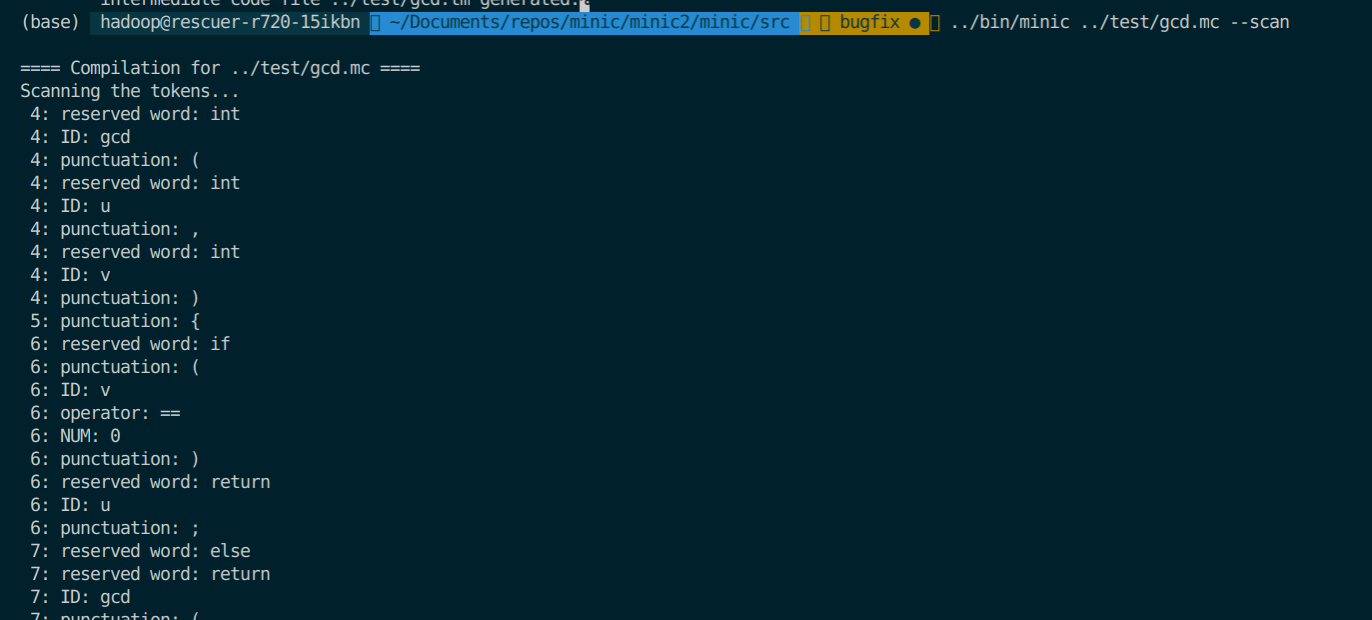 intermediate code file ../test/gcd.tm generated.
(base) hadoop@rescuer-r720-15ikbn ~/Documents/repos/minic/minic2/minic/src bugfix ● ../bin/minic ../test/gcd.mc --scan
==== Compilation for ../test/gcd.mc ====
Scanning the tokens...
4: reserved word: int
4: ID: gcd
4: punctuation: (
4: reserved word: int
4: ID: u
4: punctuation: ,
4: reserved word: int
4: ID: v
4: punctuation: )
5: punctuation: {
6: reserved word: if
6: punctuation: (
6: ID: v
6: operator: ==
6: NUM: 0
6: punctuation: )
6: reserved word: return
6: ID: u
6: punctuation: ;
7: reserved word: else
7: reserved word: return
7: ID: gcd
7: punctuation: (